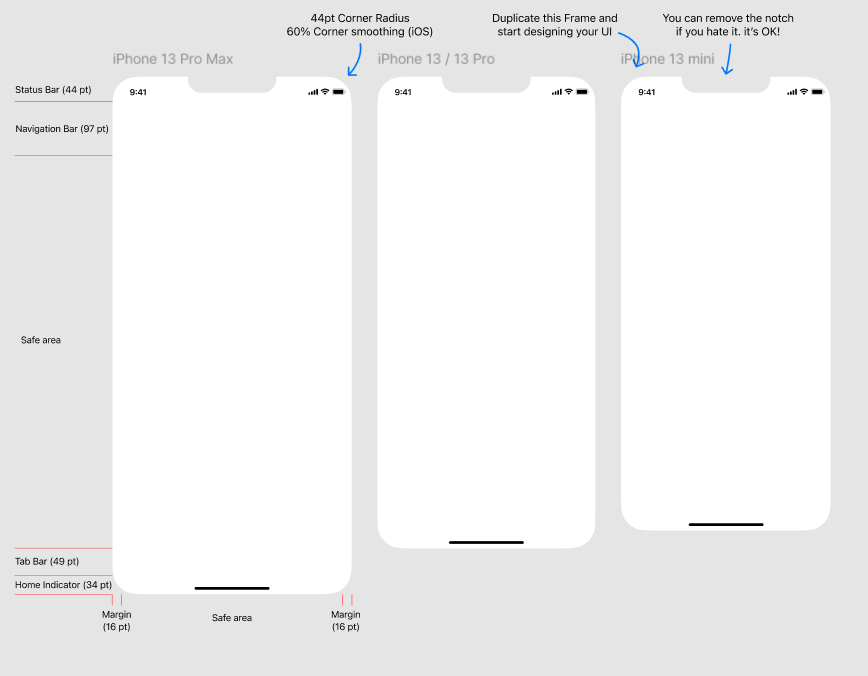 44pt Corner Radius
60% Corner smoothing (iOS)
Duplicate this Frame and
start designing your UI
You can remove the notch
if you hate it. it's OK!
iPhone 13 Pro Max
iPhone 13 / 13 Pro
iPhone 13 mini
Status Bar (44 pt)
9:41
9:41
9:41
Navigation Bar (97 pt)
Safe area
Tab Bar (49 pt)
Home Indicator (34 pt)
Margin
(16 pt)
Safe area
Margin
(16 pt)